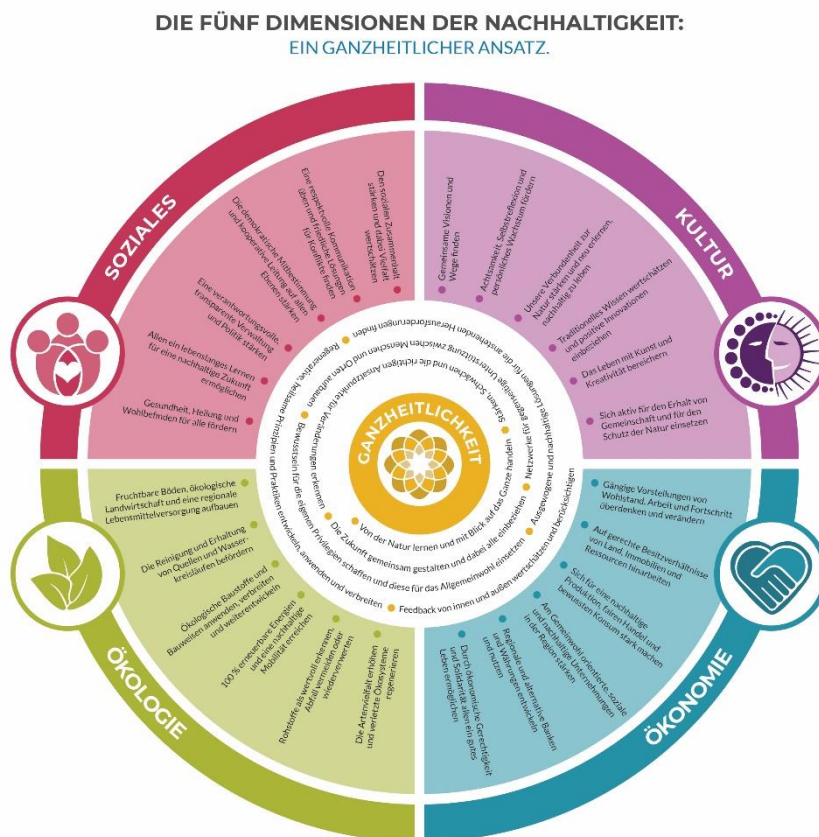 DIE FÜNF DIMENSIONEN DER NACHHALTIGKEIT:
EIN GANZHEITLICHER ANSATZ.
SOZIALES
Den sozialen Zusammenhalt
stärken und dabei Vielfalt
wertschätzen
Eine respektvolle Kommunikation
üben und friedliche Lösungen
für Konflikte finden
Die demokratische Mitbestimmung
und kooperative Leitung auf allen
Ebenen stärken
Eine verantwortungsvolle,
transparente Verwaltung
und Politik stärken
Allen ein lebenslanges Lernen
für eine nachhaltige Zukunft
ermöglichen
Gesundheit, Heilung und
Wohlbefinden für alle fördern
KULTUR
Gemeinsame Visionen und
Wege finden
Achtsamkeit, Selbstreflexion und
persönliches Wachstum fördern
Unsere Verbundenheit zur
Natur stärken und neu erlernen,
nachhaltig zu leben
Traditionelles Wissen wertschätzen
und positive Innovationen
einbeziehen
Das Leben mit Kunst und
Kreativität bereichern
Sich aktiv für den Erhalt von
Gemeinschaft und für den
Schutz der Natur einsetzen
GANZHEITLICHKEIT
Von der Natur lernen und mit Blick auf das Ganze handeln
Stärken, Schwächen und die richtigen Ansatzpunkte für Veränderungen erkennen
Die Zukunft gemeinsam gestalten und dabei alle einbeziehen
Netzwerke für gegenseitige Unterstützung zwischen Menschen und Orten aufbauen
Bewusstsein für die eigenen Privilegien schaffen und diese für das Allgemeinwohl einsetzen
Ausgewogene und nachhaltige Lösungen für die anstehenden Herausforderungen finden
Regenerative, heilsame Prinzipien und Praktiken entwickeln, anwenden und verbreiten
Feedback von innen und außen wertschätzen und berücksichtigen
ÖKOLOGIE
Fruchtbare Böden, ökologische
Landwirtschaft und eine regionale
Lebensmittelversorgung aufbauen
Die Reinigung und Erhaltung
von Quellen und Wasser-
kreisläufen befördern
Ökologische Baustoffe und
Bauweisen anwenden, verbreiten
und weiterentwickeln
100 % erneuerbare Energien
und eine nachhaltige
Mobilität erreichen
Rohstoffe als wertvoll erkennen,
Abfall vermeiden oder
wiederverwerten
Die Artenvielfalt erhöhen
und verletzte Ökosysteme
regenerieren
ÖKONOMIE
Gängige Vorstellungen von
Wohlstand, Arbeit und Fortschritt
überdenken und verändern
Auf gerechte Besitzverhältnisse
von Land, Immobilien und
Ressourcen hinarbeiten
Sich für eine nachhaltige
Produktion, fairen Handel und
bewussten Konsum stark machen
Am Gemeinwohl orientierte, soziale
und nachhaltige Unternehmungen
in der Region stärken
Regionale und alternative Banken
und Währungen entwickeln
und nutzen
Durch ökonomische Gerechtigkeit
und Solidarität allen ein gutes
Leben ermöglichen